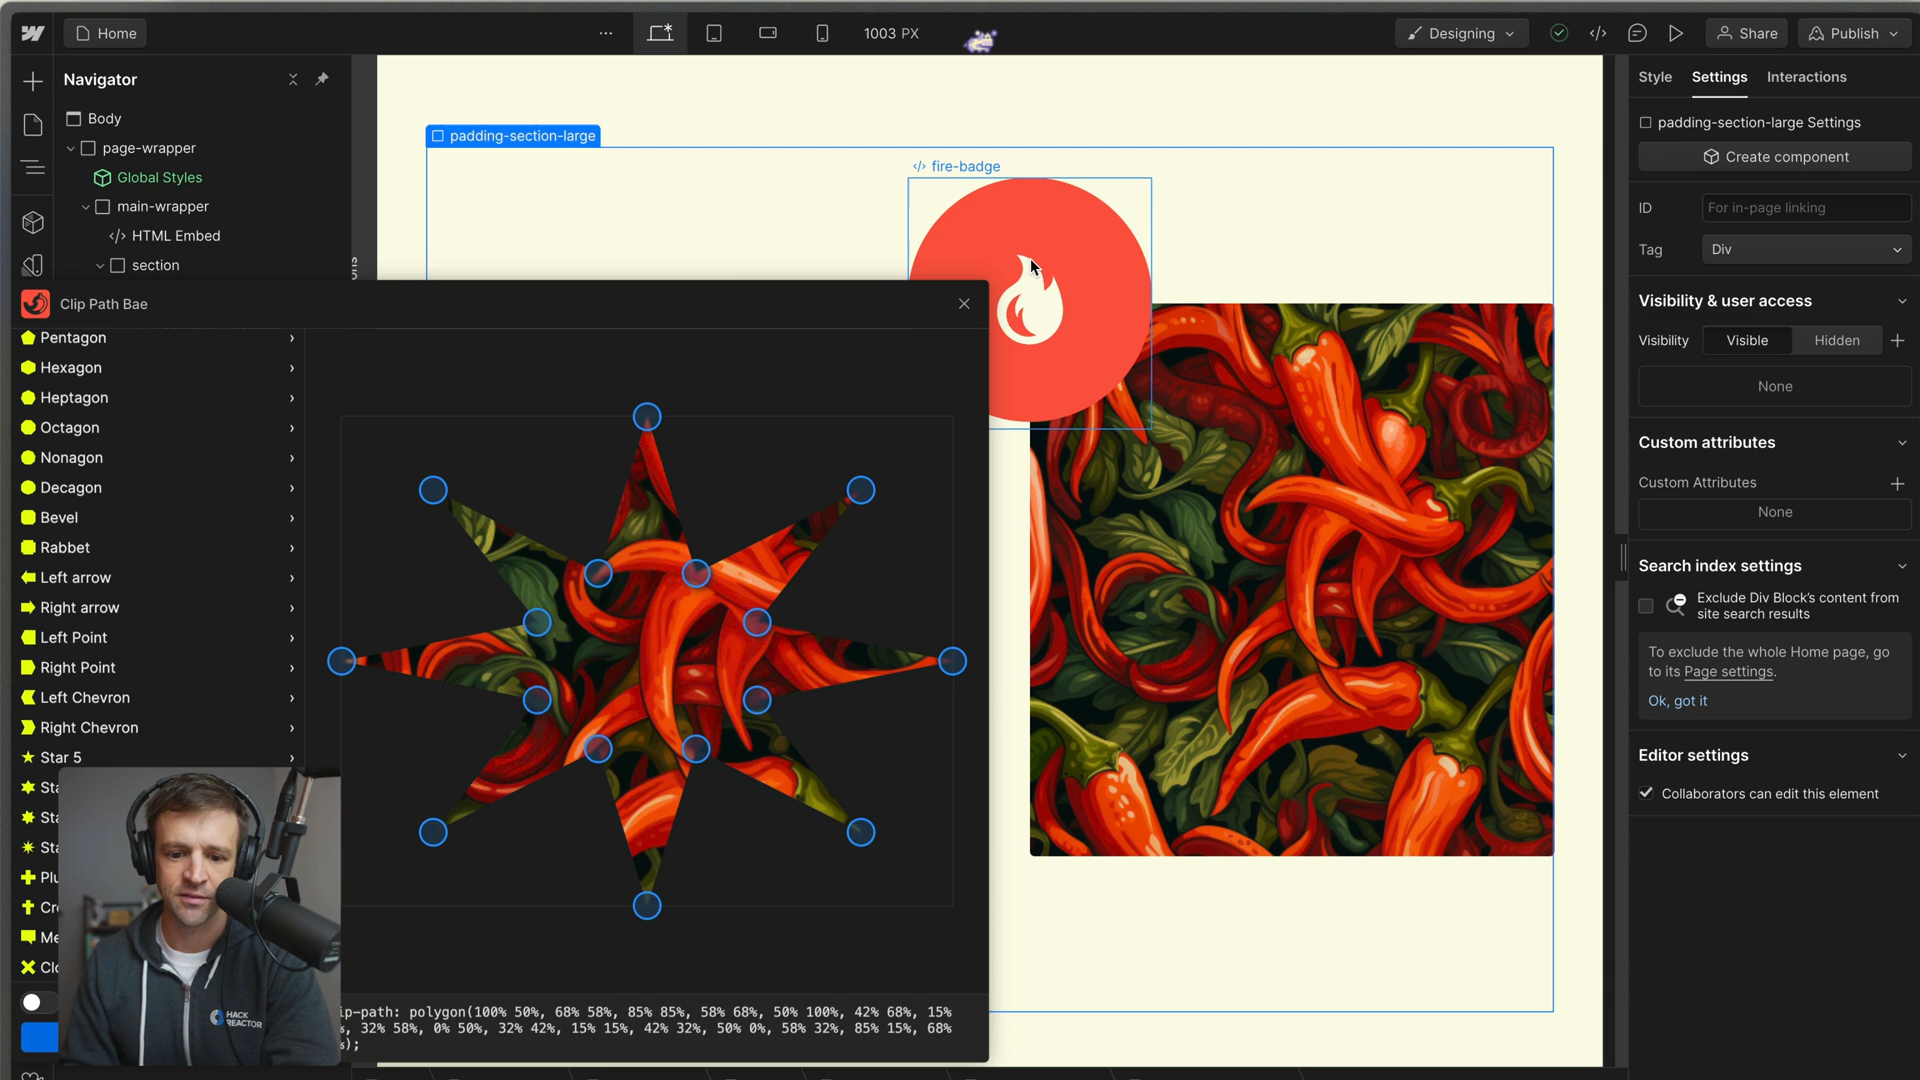 Home
1003 PX
Designing
Share
Publish
Navigator
Body
page-wrapper
Global Styles
main-wrapper
HTML Embed
section
padding-section-large
fire-badge
Clip Path Bae
Pentagon
Hexagon
Heptagon
Octagon
Nonagon
Decagon
Bevel
Rabbet
Left arrow
Right arrow
Left Point
Right Point
Left Chevron
Right Chevron
Star 5
HACK
REACTOR
ip-path: polygon(100% 50%, 68% 58%, 85% 85%, 58% 68%, 50% 100%, 42% 68%, 15%
, 32% 58%, 0% 50%, 32% 42%, 15% 15%, 42% 32%, 50% 0%, 58% 32%, 85% 15%, 68%
);
Style Settings Interactions
padding-section-large Settings
Create component
ID For in-page linking
Tag Div
Visibility & user access
Visibility Visible Hidden
None
Custom attributes
Custom Attributes
None
Search index settings
Exclude Div Block's content from
site search results
To exclude the whole Home page, go
to its Page settings.
Ok, got it
Editor settings
Collaborators can edit this element